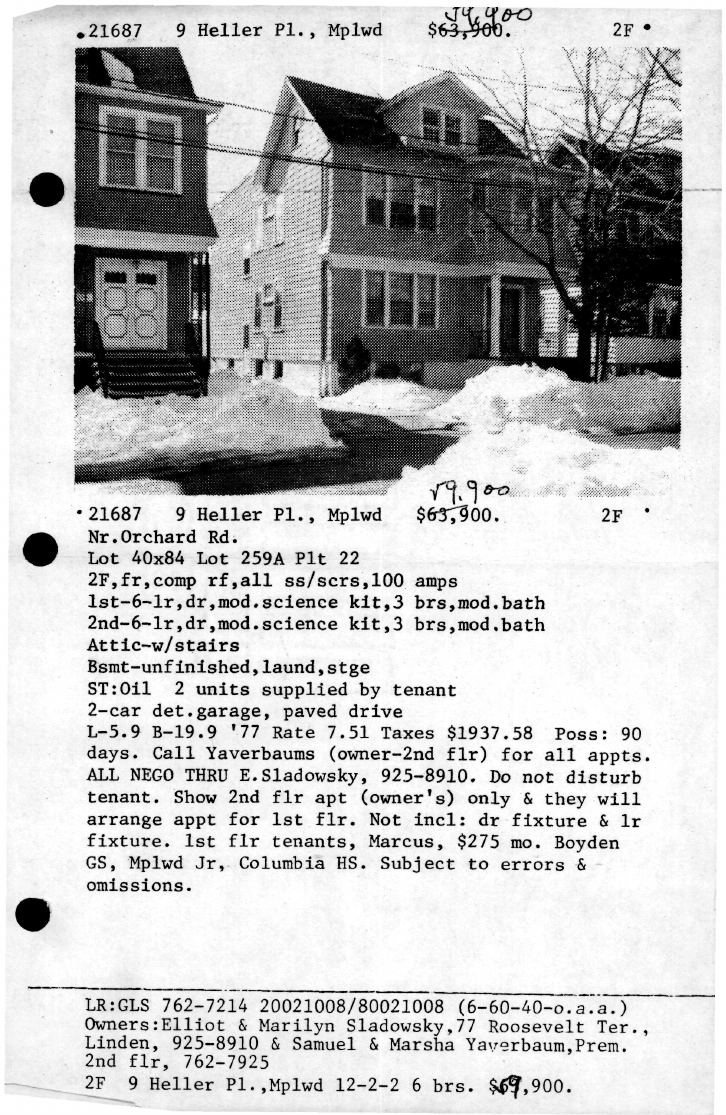 59,900
.21687 9 Heller Pl., Mplwd $63,900. 2F
59,900
21687 9 Heller Pl., Mplwd $63,900. 2F
Nr.Orchard Rd.
Lot 40x84 Lot 259A Plt 22
2F,fr,comp rf,all ss/scrs,100 amps
1st-6-lr,dr,mod.science kit,3 brs,mod.bath
2nd-6-lr,dr,mod.science kit,3 brs,mod.bath
Attic-w/stairs
Bsmt-unfinished,laund,stge
ST:Oil 2 units supplied by tenant
2-car det.garage, paved drive
L-5.9 B-19.9 '77 Rate 7.51 Taxes $1937.58 Poss: 90
days. Call Yaverbaums (owner-2nd flr) for all appts.
ALL NEGO THRU E.Sladowsky, 925-8910. Do not disturb
tenant. Show 2nd flr apt (owner's) only & they will
arrange appt for 1st flr. Not incl: dr fixture & lr
fixture. 1st flr tenants, Marcus, $275 mo. Boyden
GS, Mplwd Jr, Columbia HS. Subject to errors &
omissions.
LR:GLS 762-7214 20021008/80021008 (6-60-40-o.a.a.)
Owners:Elliot & Marilyn Sladowsky,77 Roosevelt Ter.,
Linden, 925-8910 & Samuel & Marsha Yaverbaum,Prem.
2nd flr, 762-7925
2F 9 Heller Pl.,Mplwd 12-2-2 6 brs. $59,900.